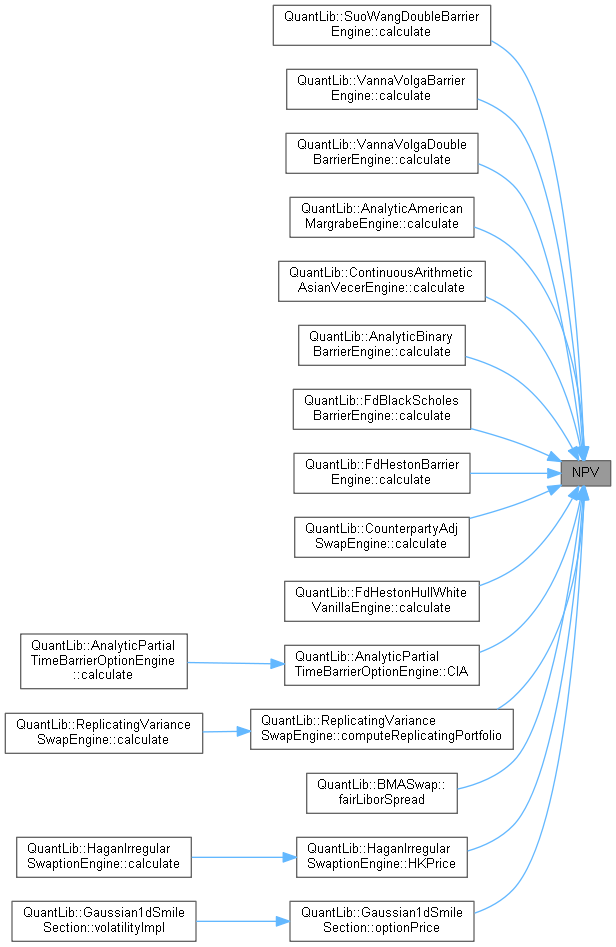 QuantLib::SuoWangDoubleBarrier
Engine::calculate
QuantLib::VannaVolgaBarrier
Engine::calculate
QuantLib::VannaVolgaDouble
BarrierEngine::calculate
QuantLib::AnalyticAmerican
MargrabeEngine::calculate
QuantLib::ContinuousArithmetic
AsianVecerEngine::calculate
QuantLib::AnalyticBinary
BarrierEngine::calculate
QuantLib::FdBlackScholes
BarrierEngine::calculate
QuantLib::FdHestonBarrier
Engine::calculate
NPV
QuantLib::CounterpartyAdj
SwapEngine::calculate
QuantLib::FdHestonHullWhite
VanillaEngine::calculate
QuantLib::AnalyticPartial
TimeBarrierOptionEngine
::calculate
QuantLib::AnalyticPartial
TimeBarrierOptionEngine::CIA
QuantLib::ReplicatingVariance
SwapEngine::calculate
QuantLib::ReplicatingVariance
SwapEngine::computeReplicatingPortfolio
QuantLib::BMASwap::
fairLiborSpread
QuantLib::HaganIrregular
SwaptionEngine::calculate
QuantLib::HaganIrregular
SwaptionEngine::HKPrice
QuantLib::Gaussian1dSmile
Section::volatilityImpl
QuantLib::Gaussian1dSmile
Section::optionPrice